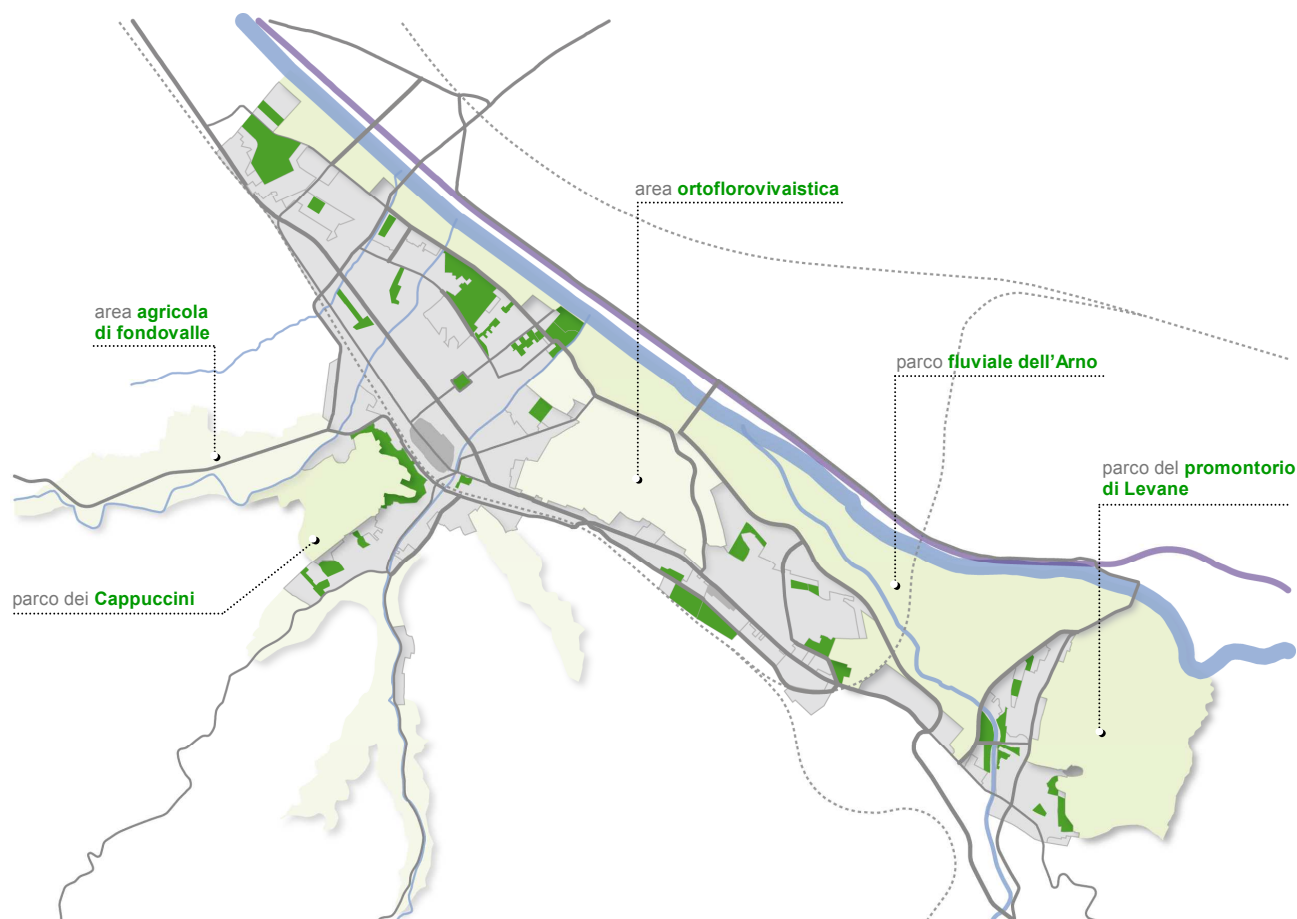 area ortoflorovivaistica
area agricola
di fondovalle
parco fluviale dell'Arno
parco del promontorio
di Levane
parco dei Cappuccini